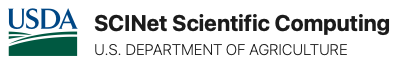 USDA
SCINet Scientific Computing
U.S. DEPARTMENT OF AGRICULTURE